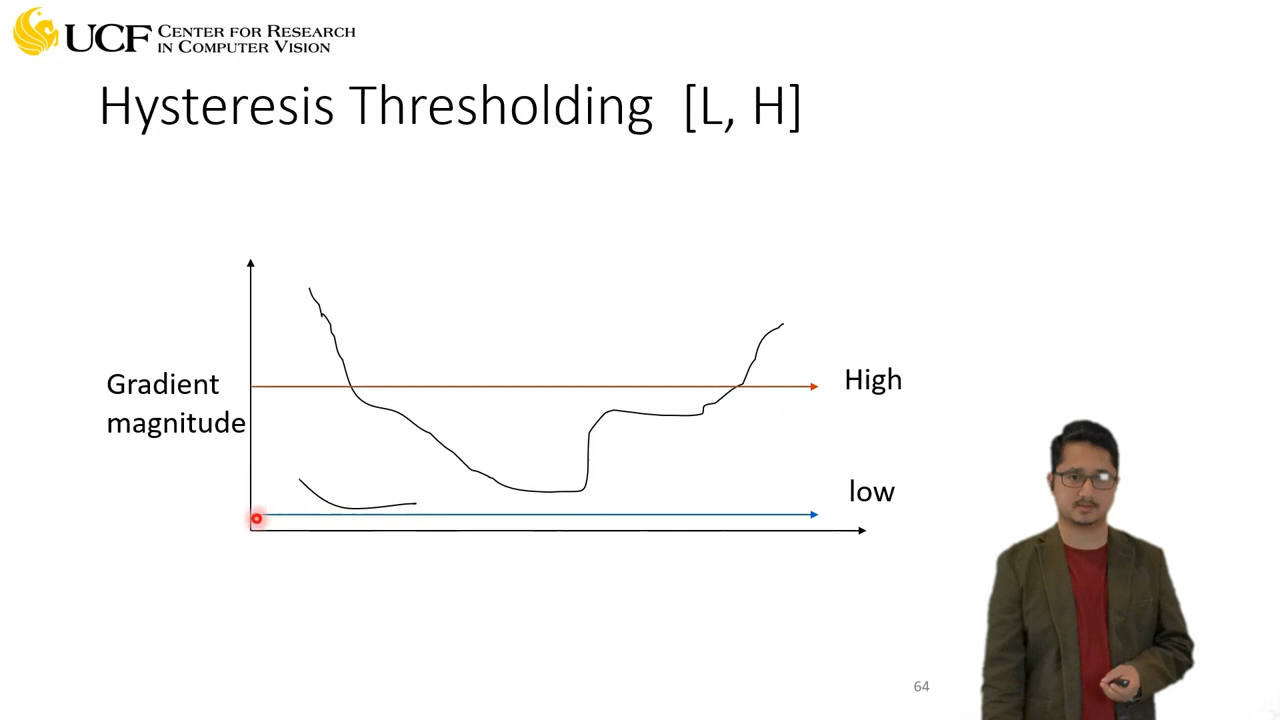 UCF CENTER FOR RESEARCH
IN COMPUTER VISION
Hysteresis Thresholding [L, H]
Gradient
magnitude
High
low
64